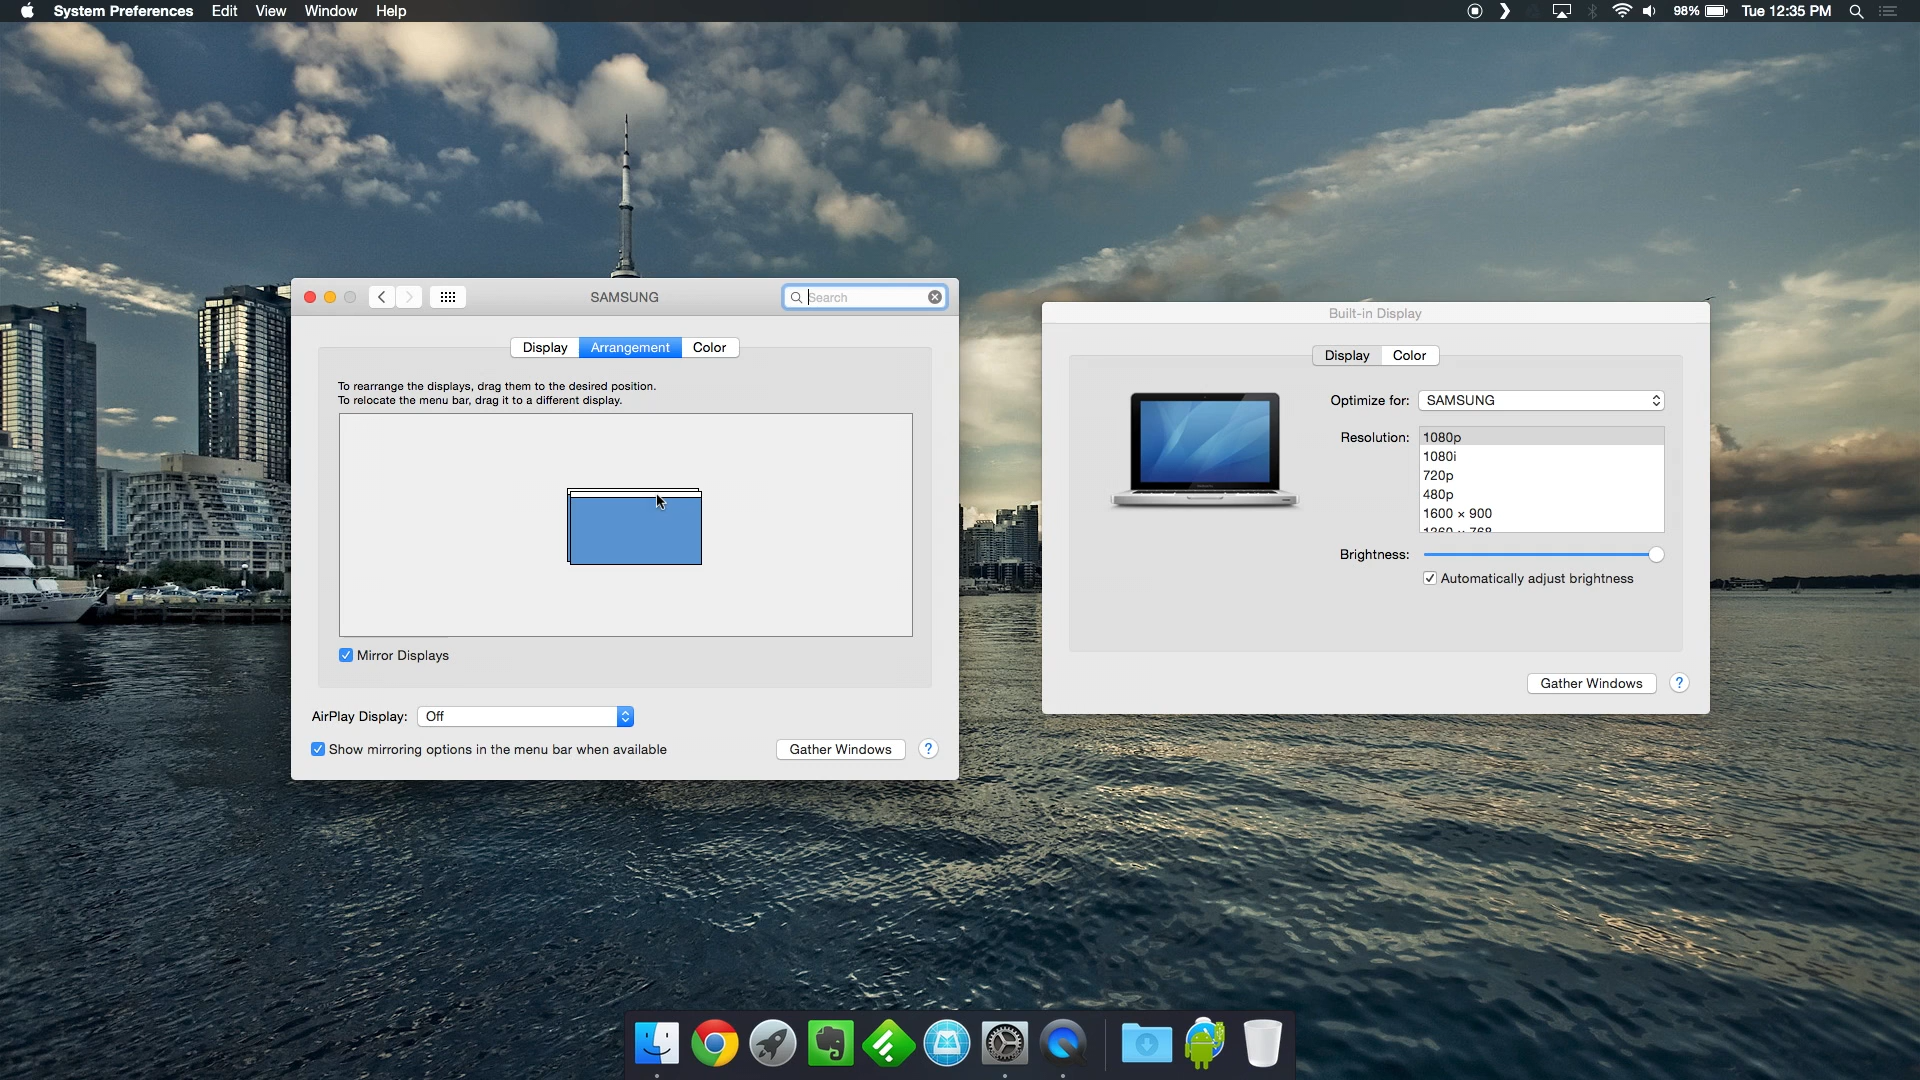 System Preferences Edit View Window Help
98% Tue 12:35 PM
SAMSUNG
Search
Display Arrangement Color
To rearrange the displays, drag them to the desired position.
To relocate the menu bar, drag it to a different display.
Mirror Displays
AirPlay Display: Off
Show mirroring options in the menu bar when available
Gather Windows ?
Built-in Display
Display Color
Optimize for: SAMSUNG
Resolution: 1080p
1080i
720p
480p
1600 × 900
Brightness:
Automatically adjust brightness
Gather Windows ?